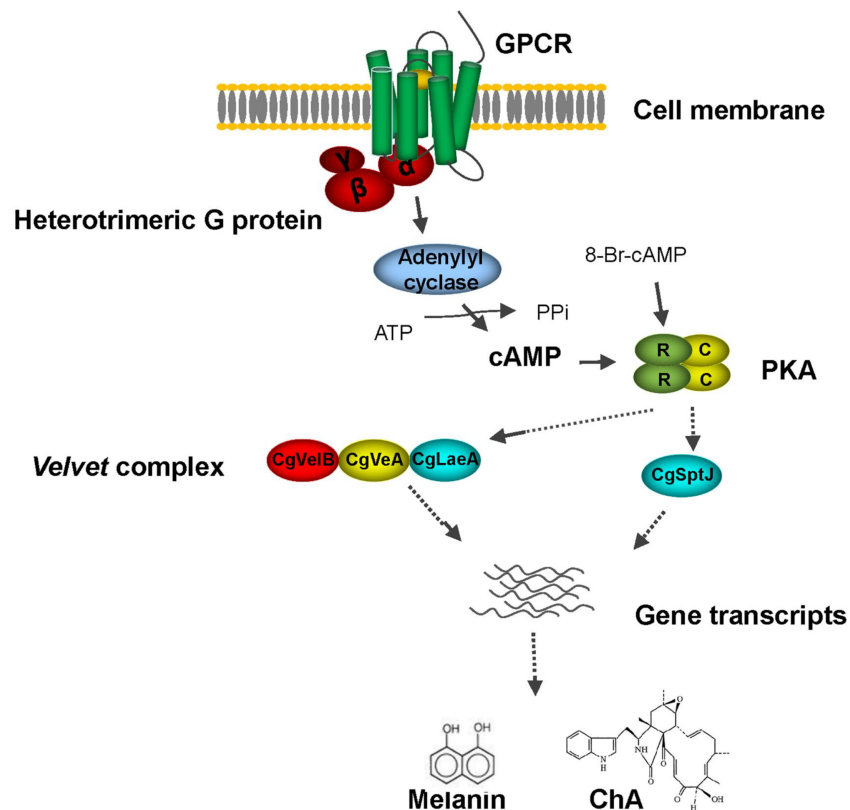 GPCR
Cell membrane
γ
α
β
Heterotrimeric G protein
Adenylyl
cyclase
8-Br-cAMP
ATP
PPi
cAMP
R
C
R
C
PKA
Velvet complex
CgVelB
CgVeA
CgLaeA
CgSptJ
Gene transcripts
OH
OH
O
N
H
NH
O
O
O
H
OH
Melanin
ChA